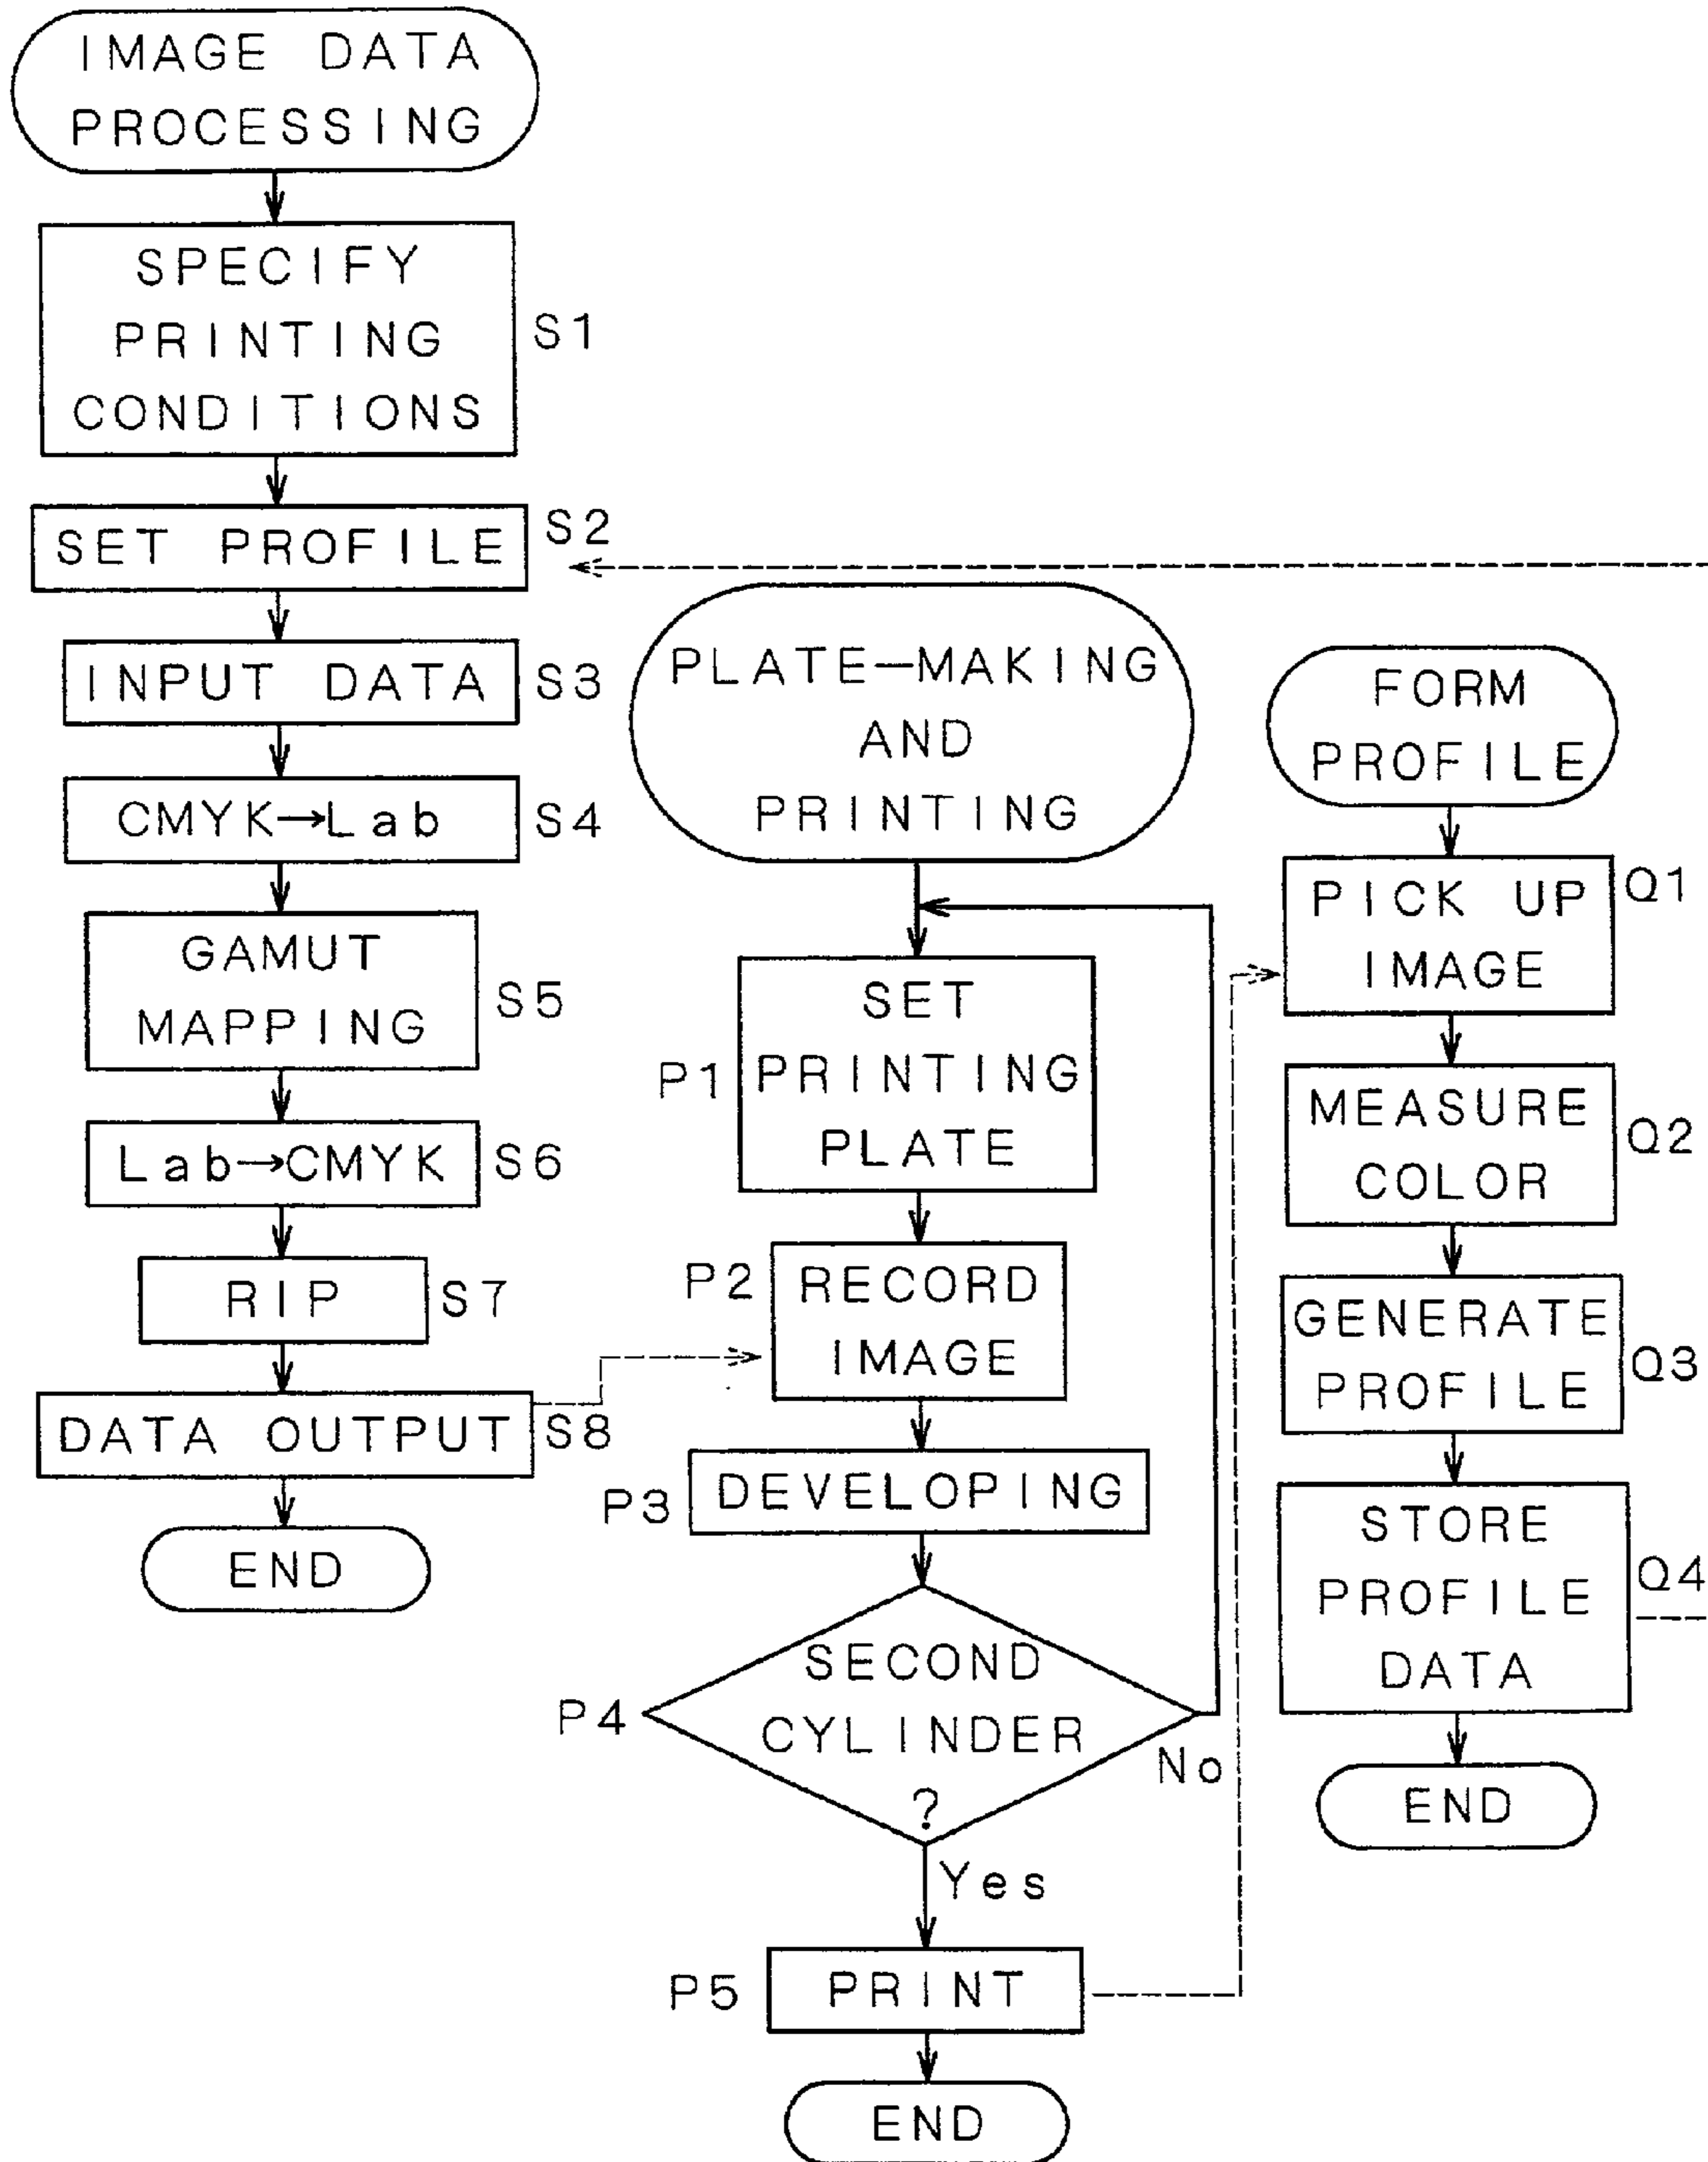 IMAGE DATA
PROCESSING
SPECIFY
PRINTING
CONDITIONS
S1
SET PROFILE
S2
INPUT DATA
S3
CMYK→Lab
S4
GAMUT
MAPPING
S5
Lab→CMYK
S6
RIP
S7
DATA OUTPUT
S8
END
PLATE-MAKING
AND
PRINTING
SET
PRINTING
PLATE
P1
RECORD
IMAGE
P2
DEVELOPING
P3
SECOND
CYLINDER
?
P4
No
Yes
PRINT
P5
END
FORM
PROFILE
PICK UP
IMAGE
Q1
MEASURE
COLOR
Q2
GENERATE
PROFILE
Q3
STORE
PROFILE
DATA
Q4
END